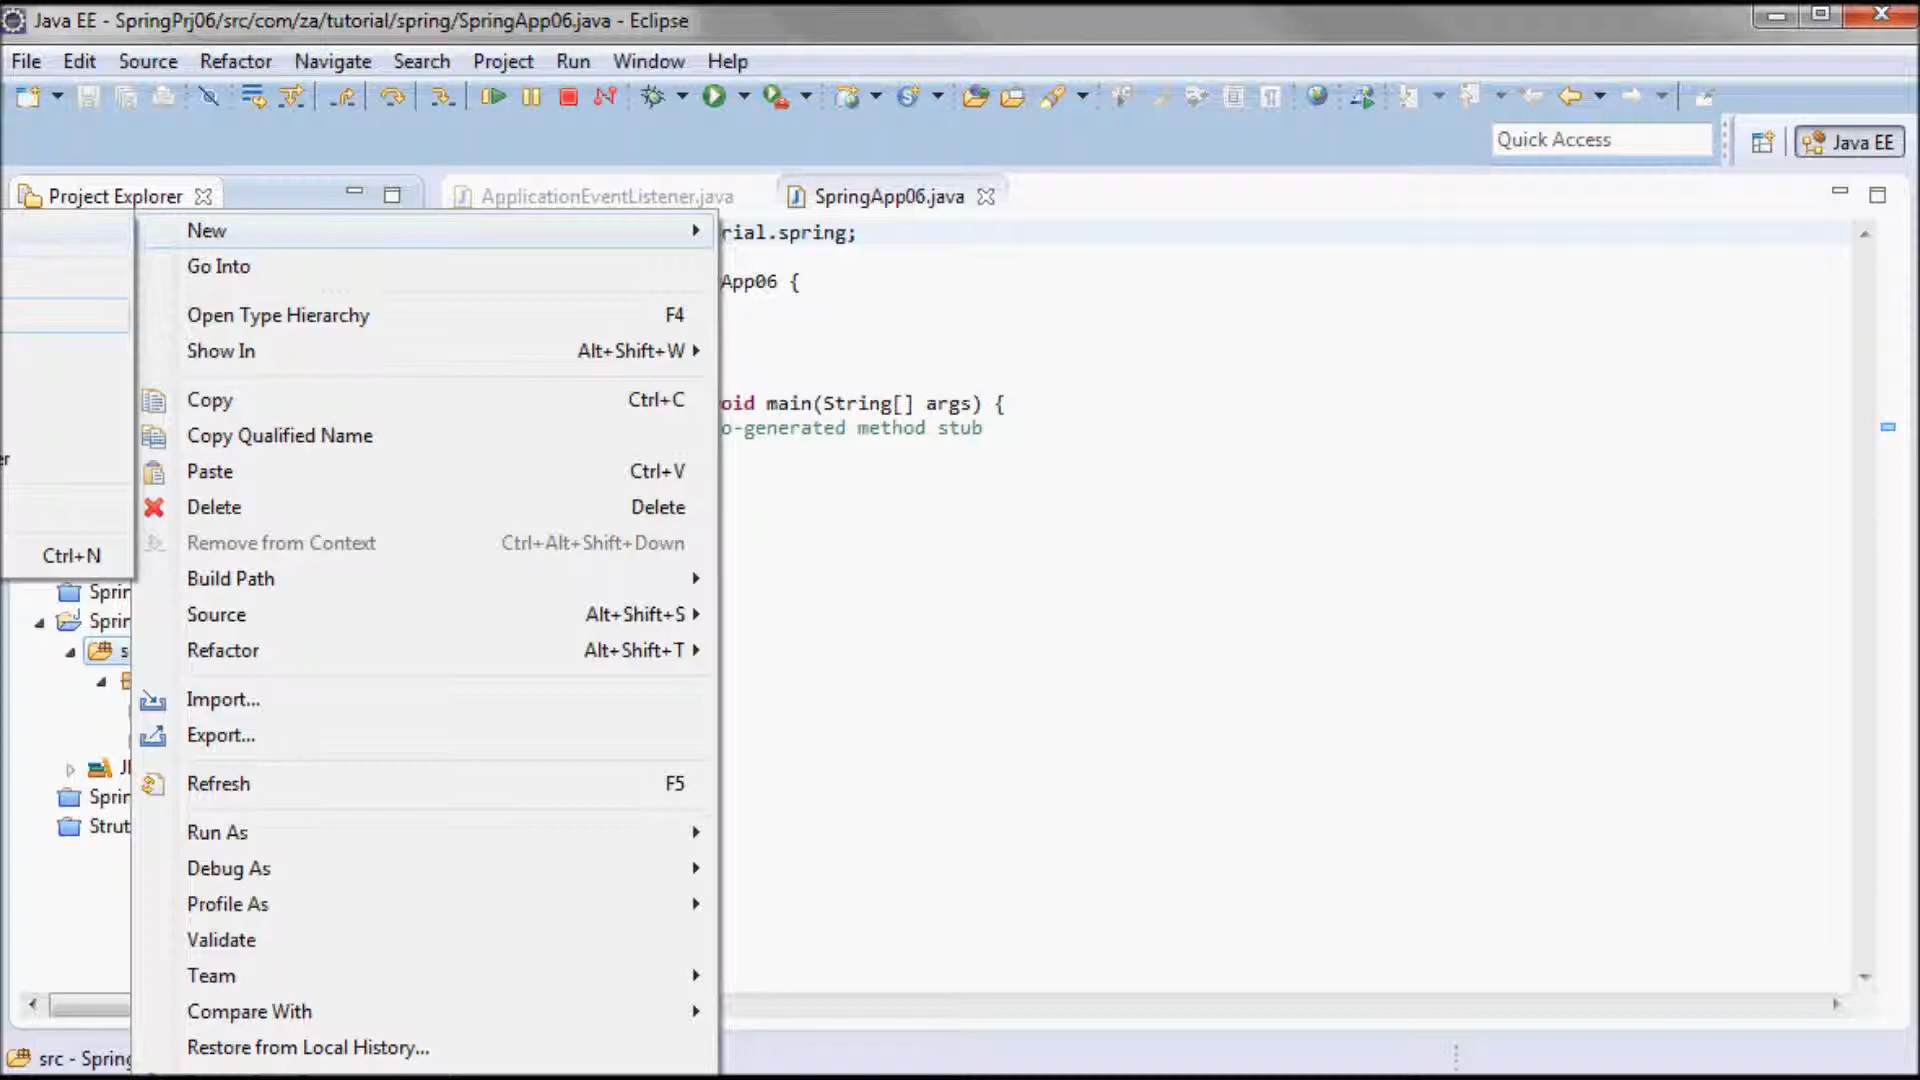 Java EE - SpringPrj06/src/com/za/tutorial/spring/SpringApp06.java - Eclipse
File Edit Source Refactor Navigate Search Project Run Window Help
Quick Access
Java EE
Project Explorer
ApplicationEventListener.java
SpringApp06.java
New
rial.spring;
Go Into
App06 {
Open Type Hierarchy F4
Show In Alt+Shift+W
Copy Ctrl+C
oid main(String[] args) {
o-generated method stub
Copy Qualified Name
er
Paste Ctrl+V
Delete Delete
Remove from Context Ctrl+Alt+Shift+Down
Ctrl+N
Build Path
Sprin
Source Alt+Shift+S
Sprin
Refactor Alt+Shift+T
s
Import...
Export...
Refresh F5
Sprin
Strut
Run As
Debug As
Profile As
Validate
Team
Compare With
Restore from Local History...
src - Spring